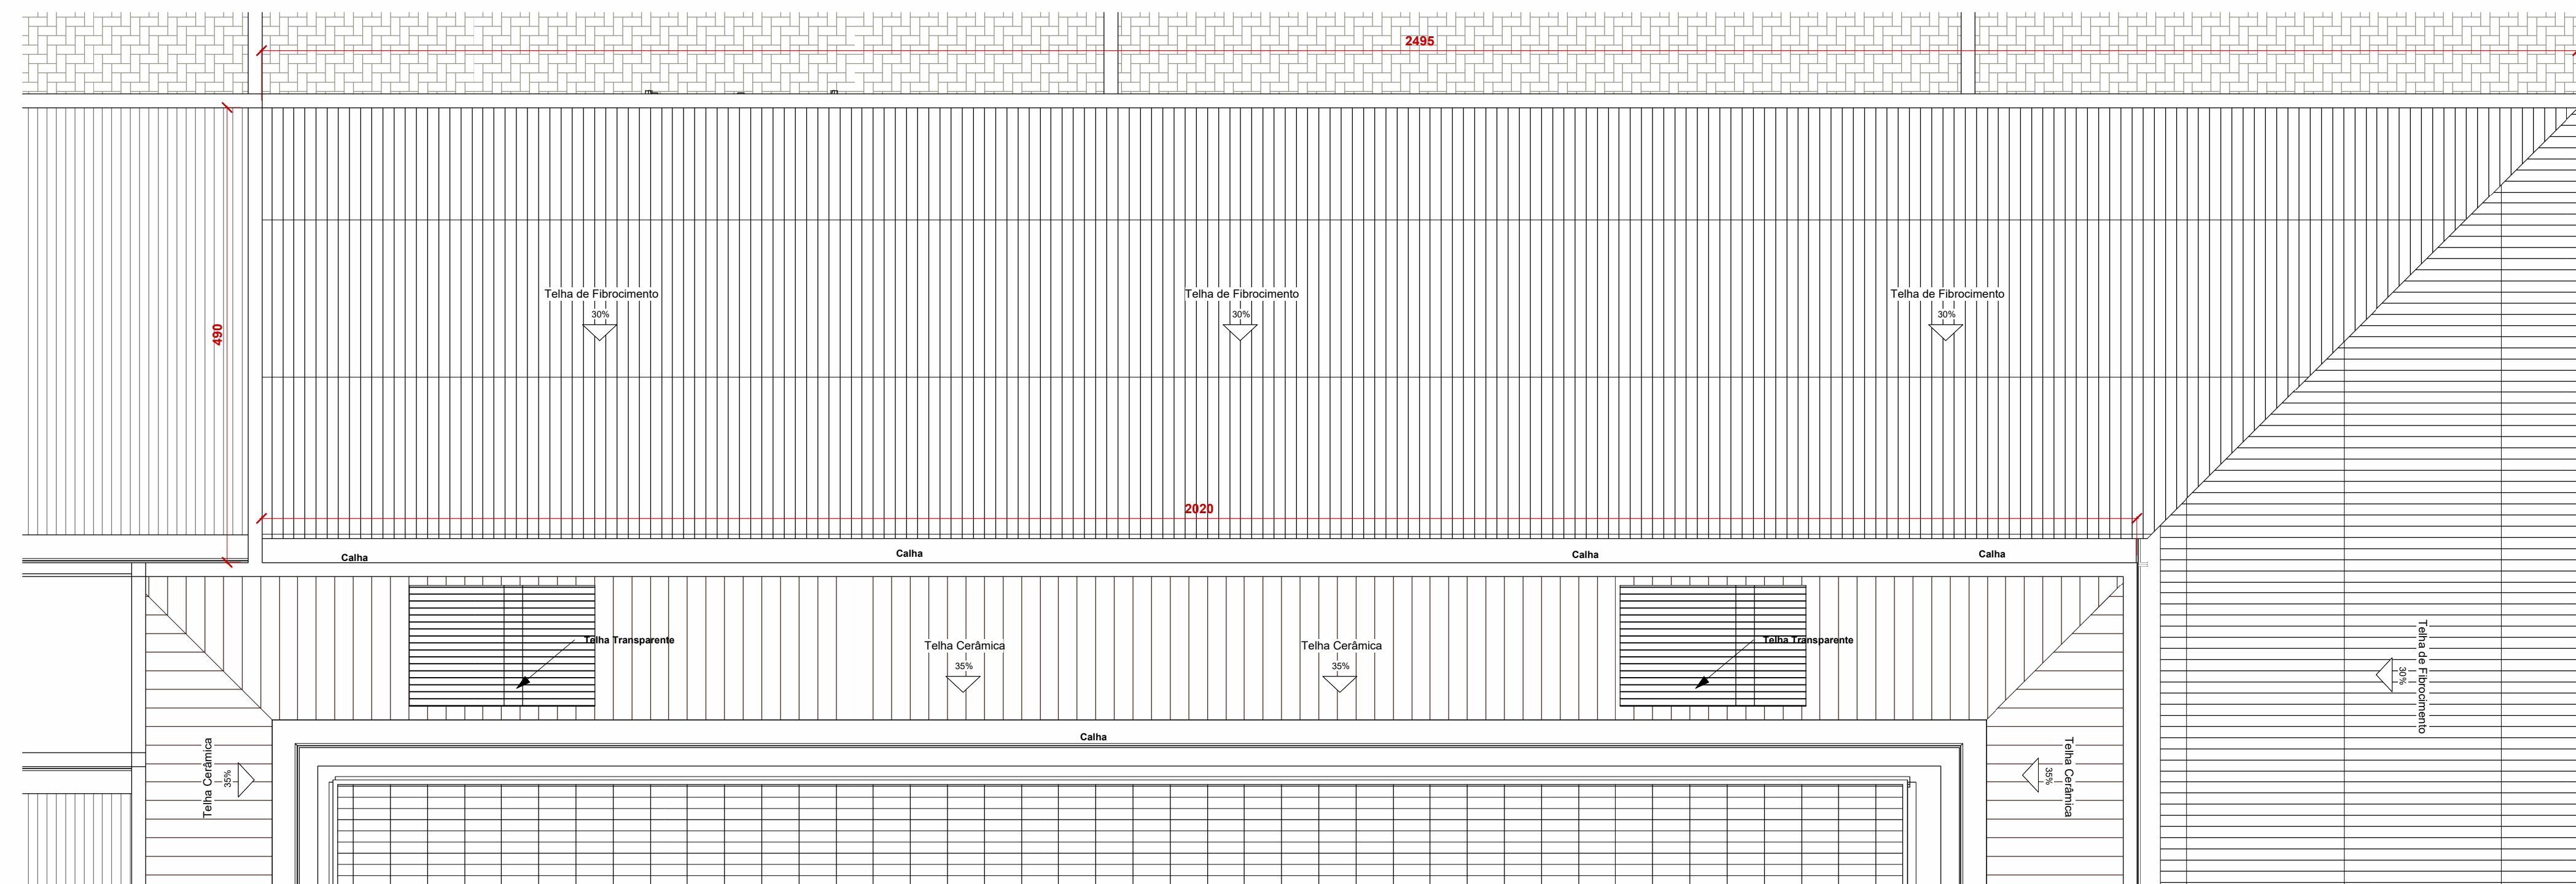 2495
Telha de Fibrocimento
30%
Telha de Fibrocimento
30%
Telha de Fibrocimento
30%
490
2020
Calha
Calha
Calha
Calha
Telha Transparente
Telha Cerâmica
35%
Telha Cerâmica
35%
Telha Transparente
Telha de Fibrocimento
30%
Calha
Telha Cerâmica
35%
Telha Cerâmica
35%